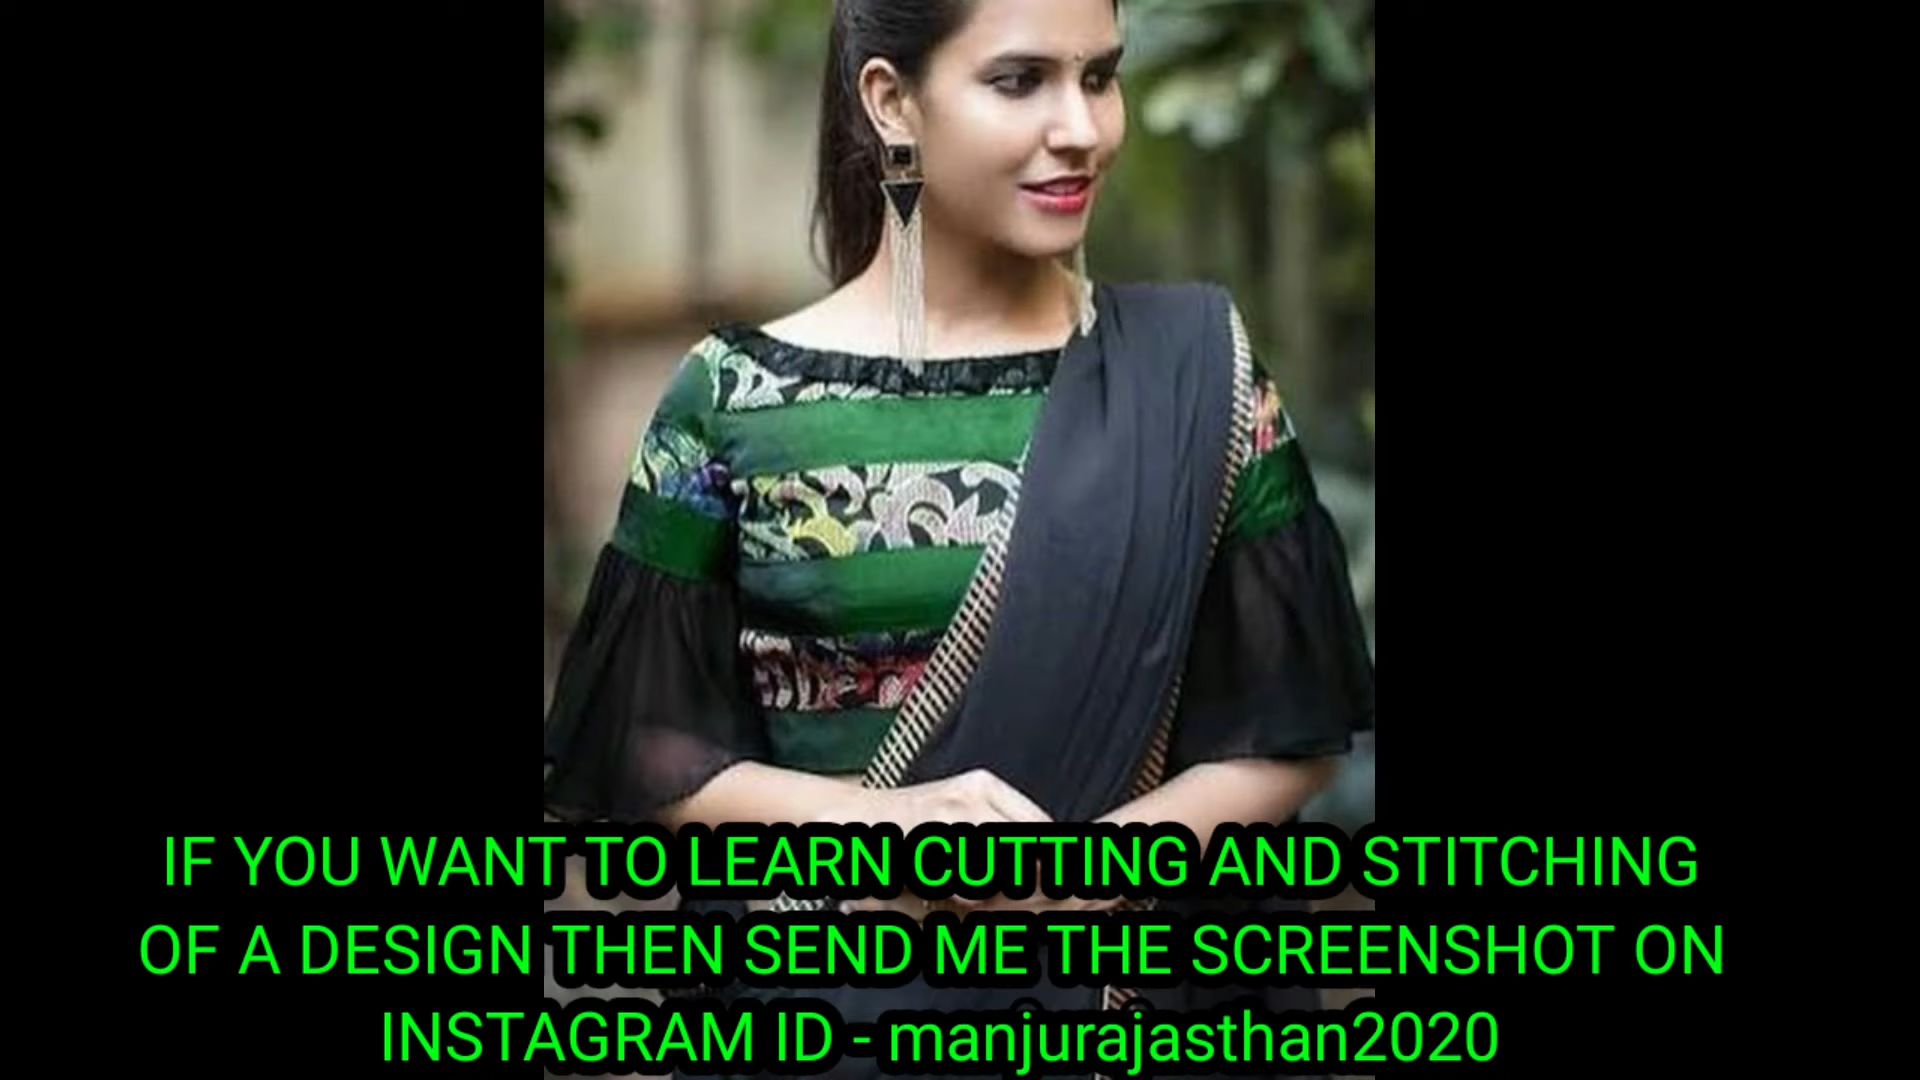 IF YOU WANT TO LEARN CUTTING AND STITCHING
OF A DESIGN THEN SEND ME THE SCREENSHOT ON
INSTAGRAM ID - manjurajasthan2020